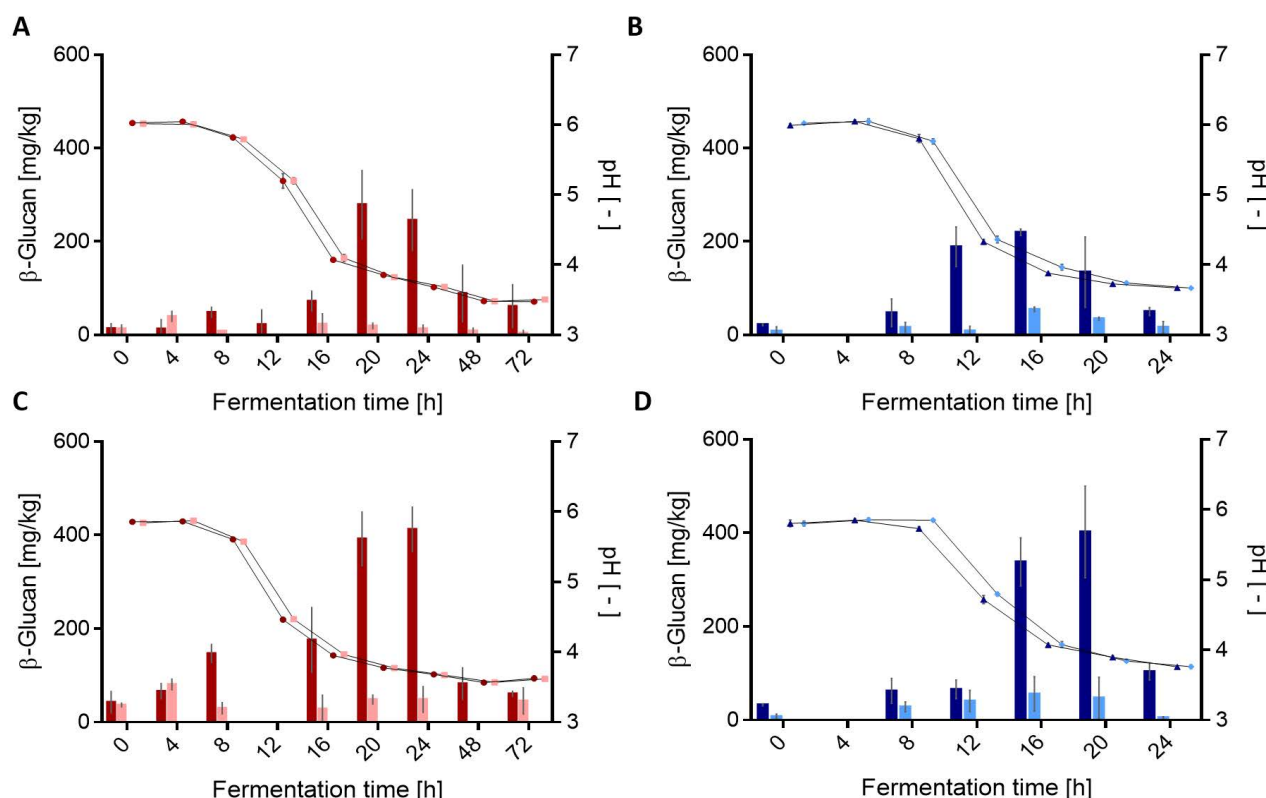 A
600
400
200
0
β-Glucan [mg/kg]
7
6
5
4
3
pH [ - ]
0 4 8 12 16 20 24 48 72
Fermentation time [h]
B
600
400
200
0
β-Glucan [mg/kg]
7
6
5
4
3
pH [ - ]
0 4 8 12 16 20 24
Fermentation time [h]
C
600
400
200
0
β-Glucan [mg/kg]
7
6
5
4
3
pH [ - ]
0 4 8 12 16 20 24 48 72
Fermentation time [h]
D
600
400
200
0
β-Glucan [mg/kg]
7
6
5
4
3
pH [ - ]
0 4 8 12 16 20 24
Fermentation time [h]